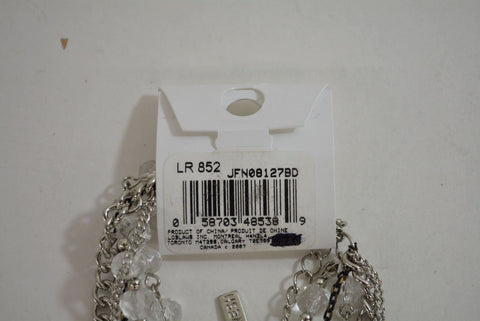 LR 852 JFN08127BD
0 58703 48538 9
PRODUCT OF CHINA/ PRODUIT DE CHINE
LOBLAWS INC. MONTREAL H4N3L4
TORONTO M4T2S8, CALGARY
CANADA c 2007